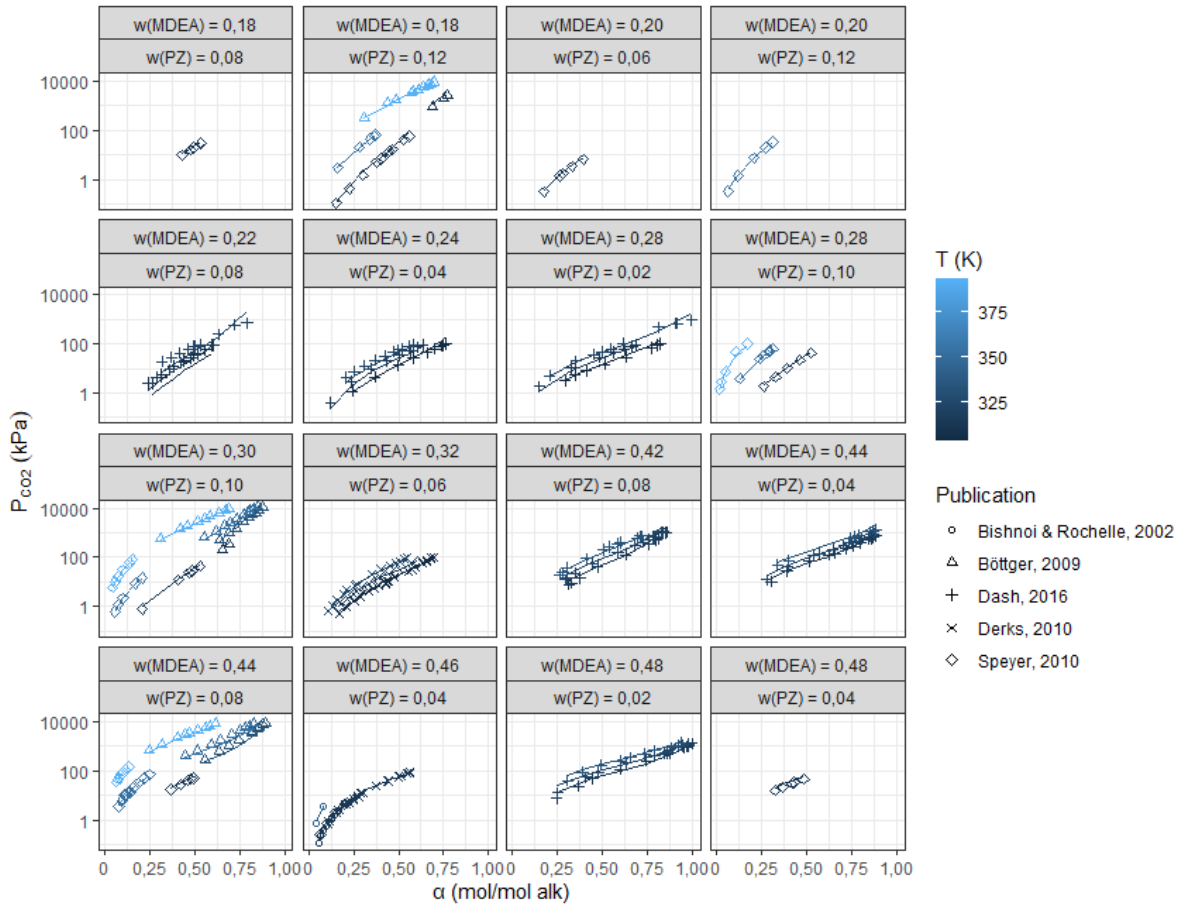 w(MDEA) = 0,18 w(MDEA) = 0,18 w(MDEA) = 0,20 w(MDEA) = 0,20
w(PZ) = 0,08 w(PZ) = 0,12 w(PZ) = 0,06 w(PZ) = 0,12
10000
100
1
w(MDEA) = 0,22 w(MDEA) = 0,24 w(MDEA) = 0,28 w(MDEA) = 0,28
w(PZ) = 0,08 w(PZ) = 0,04 w(PZ) = 0,02 w(PZ) = 0,10
10000
100
1
w(MDEA) = 0,30 w(MDEA) = 0,32 w(MDEA) = 0,42 w(MDEA) = 0,44
w(PZ) = 0,10 w(PZ) = 0,06 w(PZ) = 0,08 w(PZ) = 0,04
10000
100
1
w(MDEA) = 0,44 w(MDEA) = 0,46 w(MDEA) = 0,48 w(MDEA) = 0,48
w(PZ) = 0,08 w(PZ) = 0,04 w(PZ) = 0,02 w(PZ) = 0,04
10000
100
1
0 0,25 0,50 0,75 1,00 0 0,25 0,50 0,75 1,00 0 0,25 0,50 0,75 1,00 0 0,25 0,50 0,75 1,00
α (mol/mol alk)
P_CO2 (kPa)
T (K)
375
350
325
Publication
Bishnoi & Rochelle, 2002
Böttger, 2009
Dash, 2016
Derks, 2010
Speyer, 2010